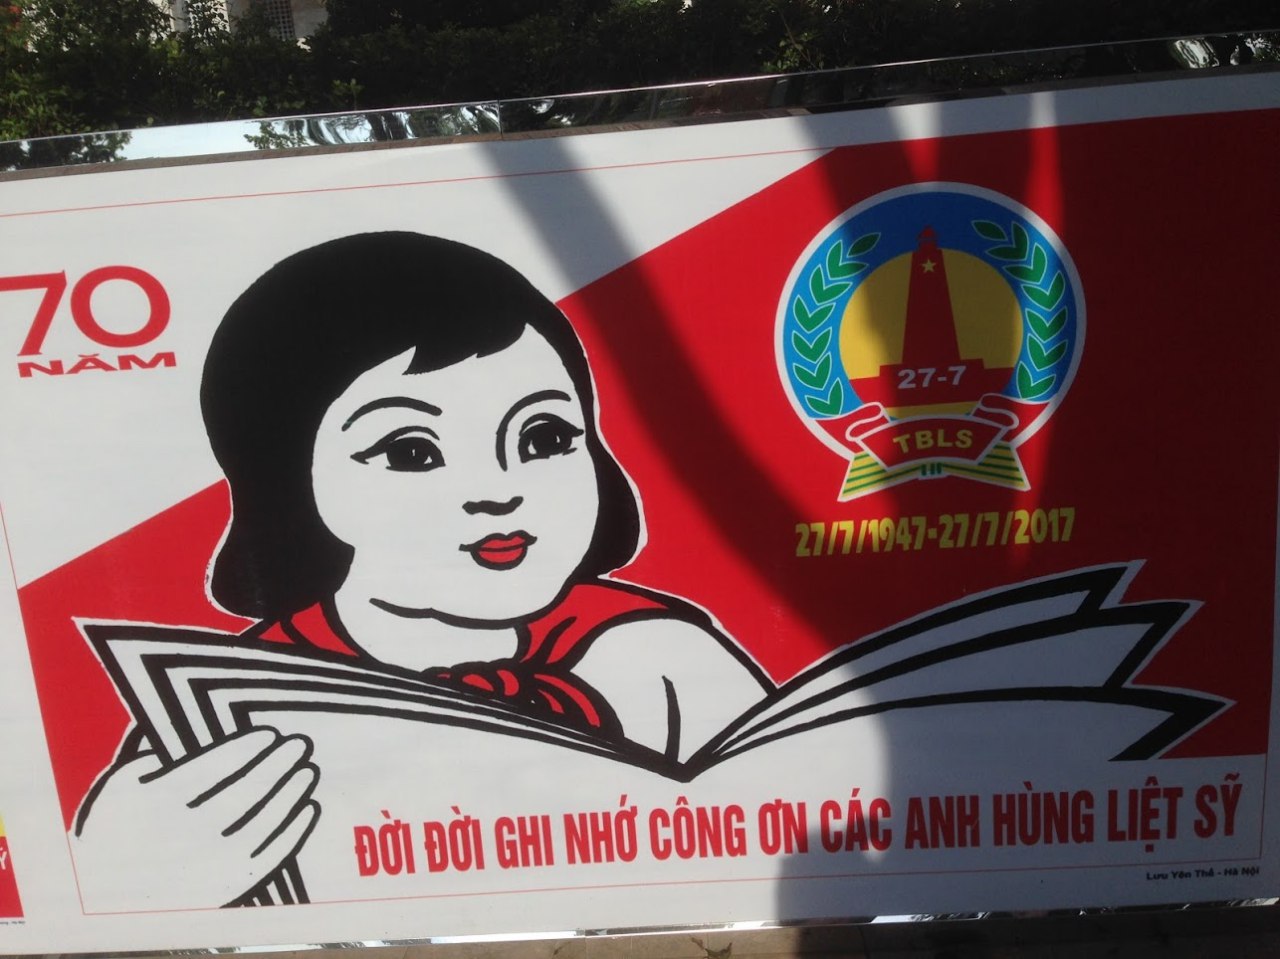 70
NĂM
27-7
TBLS
27/7/1947-27/7/2017
ĐỜI ĐỜI GHI NHỚ CÔNG ƠN CÁC ANH HÙNG LIỆT SỸ
Lưu Yên Thế - Hà Nội